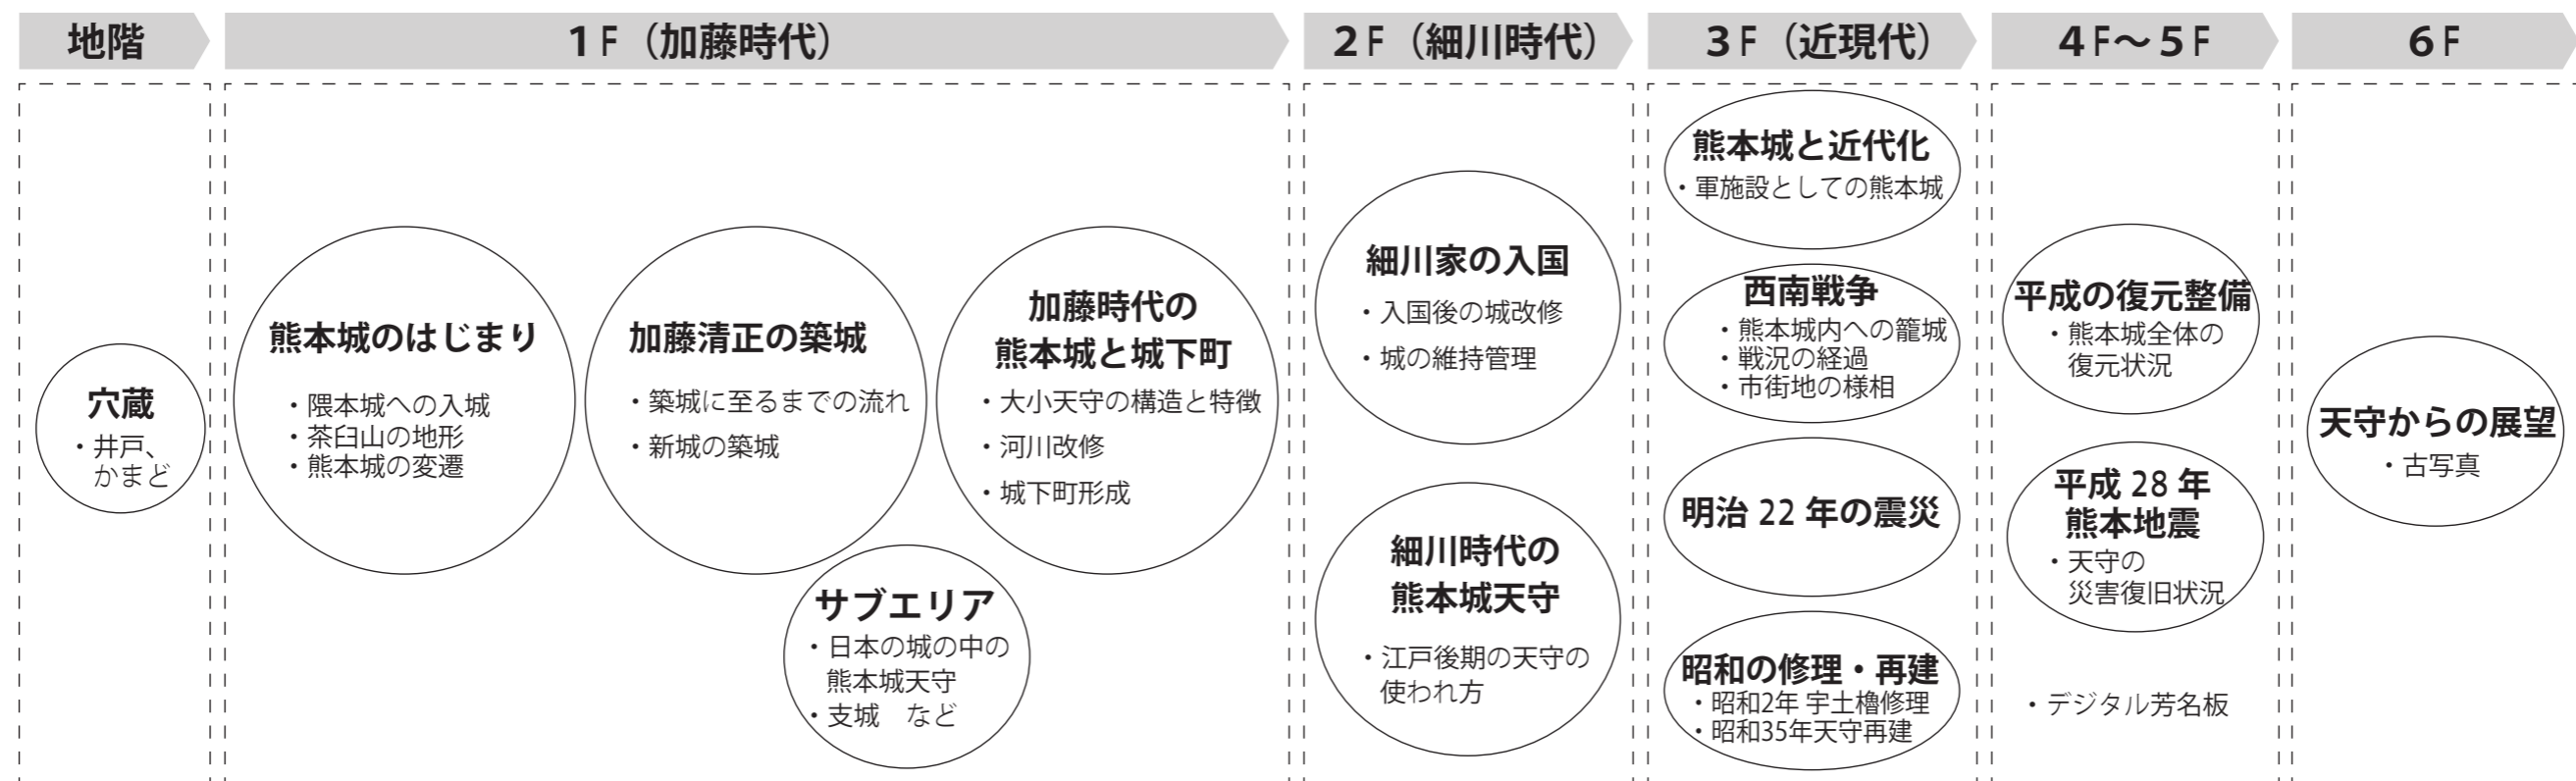 地階
1F(加藤時代)
2F(細川時代)
3F(近現代)
4F〜5F
6F
穴蔵
・井戸、
かまど
熊本城のはじまり
・隈本城への入城
・茶臼山の地形
・熊本城の変遷
加藤清正の築城
・築城に至るまでの流れ
・新城の築城
加藤時代の
熊本城と城下町
・大小天守の構造と特徴
・河川改修
・城下町形成
サブエリア
・日本の城の中の
熊本城天守
・支城 など
細川家の入国
・入国後の城改修
・城の維持管理
細川時代の
熊本城天守
・江戸後期の天守の
使われ方
熊本城と近代化
・軍施設としての熊本城
西南戦争
・熊本城内への籠城
・戦況の経過
・市街地の様相
明治 22 年の震災
昭和の修理・再建
・昭和2年 宇土櫓修理
・昭和35年天守再建
平成の復元整備
・熊本城全体の
復元状況
平成 28 年
熊本地震
・天守の
災害復旧状況
・デジタル芳名板
天守からの展望
・古写真